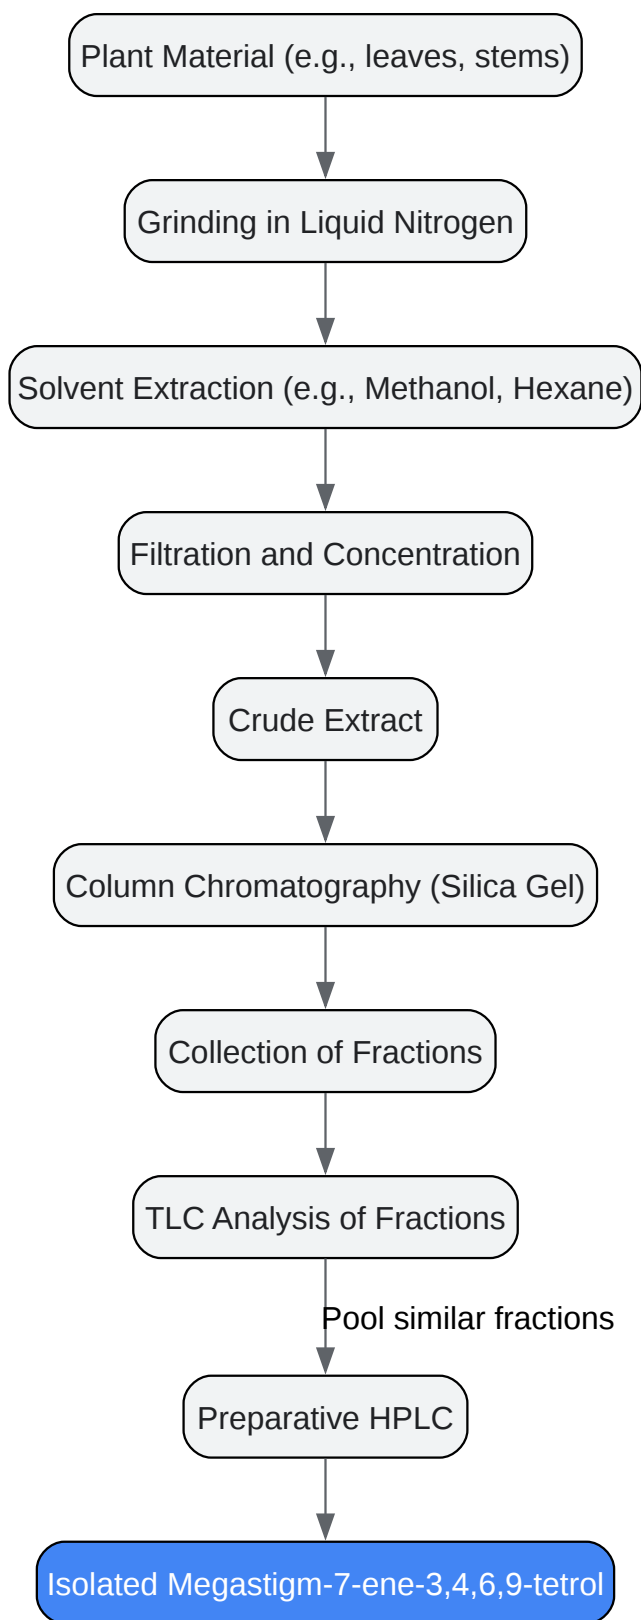 Plant Material (e.g., leaves, stems)
Grinding in Liquid Nitrogen
Solvent Extraction (e.g., Methanol, Hexane)
Filtration and Concentration
Crude Extract
Column Chromatography (Silica Gel)
Collection of Fractions
TLC Analysis of Fractions
Pool similar fractions
Preparative HPLC
Isolated Megastigm-7-ene-3,4,6,9-tetrol